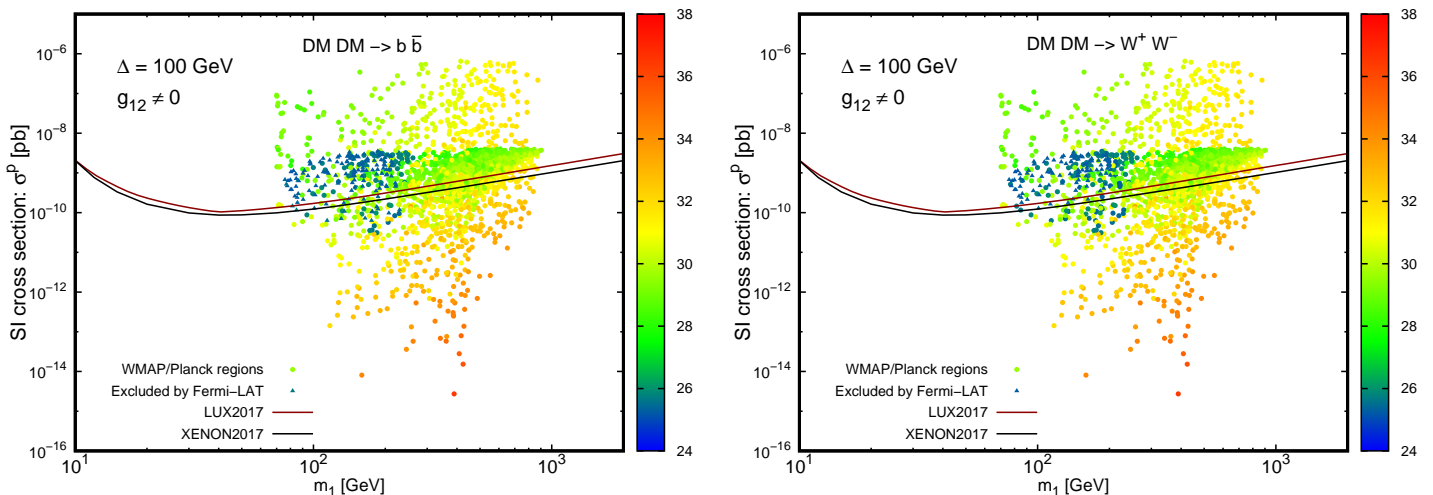 DM DM −> b b̅
Δ = 100 GeV
g₁₂ ≠ 0
SI cross section: σᵖ [pb]
10⁻⁶
10⁻⁸
10⁻¹⁰
10⁻¹²
10⁻¹⁴
10⁻¹⁶
WMAP/Planck regions
Excluded by Fermi−LAT
LUX2017
XENON2017
10¹
10²
10³
m₁ [GeV]
38
36
34
32
30
28
26
24
DM DM −> W⁺ W⁻
Δ = 100 GeV
g₁₂ ≠ 0
SI cross section: σᵖ [pb]
10⁻⁶
10⁻⁸
10⁻¹⁰
10⁻¹²
10⁻¹⁴
10⁻¹⁶
WMAP/Planck regions
Excluded by Fermi−LAT
LUX2017
XENON2017
10¹
10²
10³
m₁ [GeV]
38
36
34
32
30
28
26
24